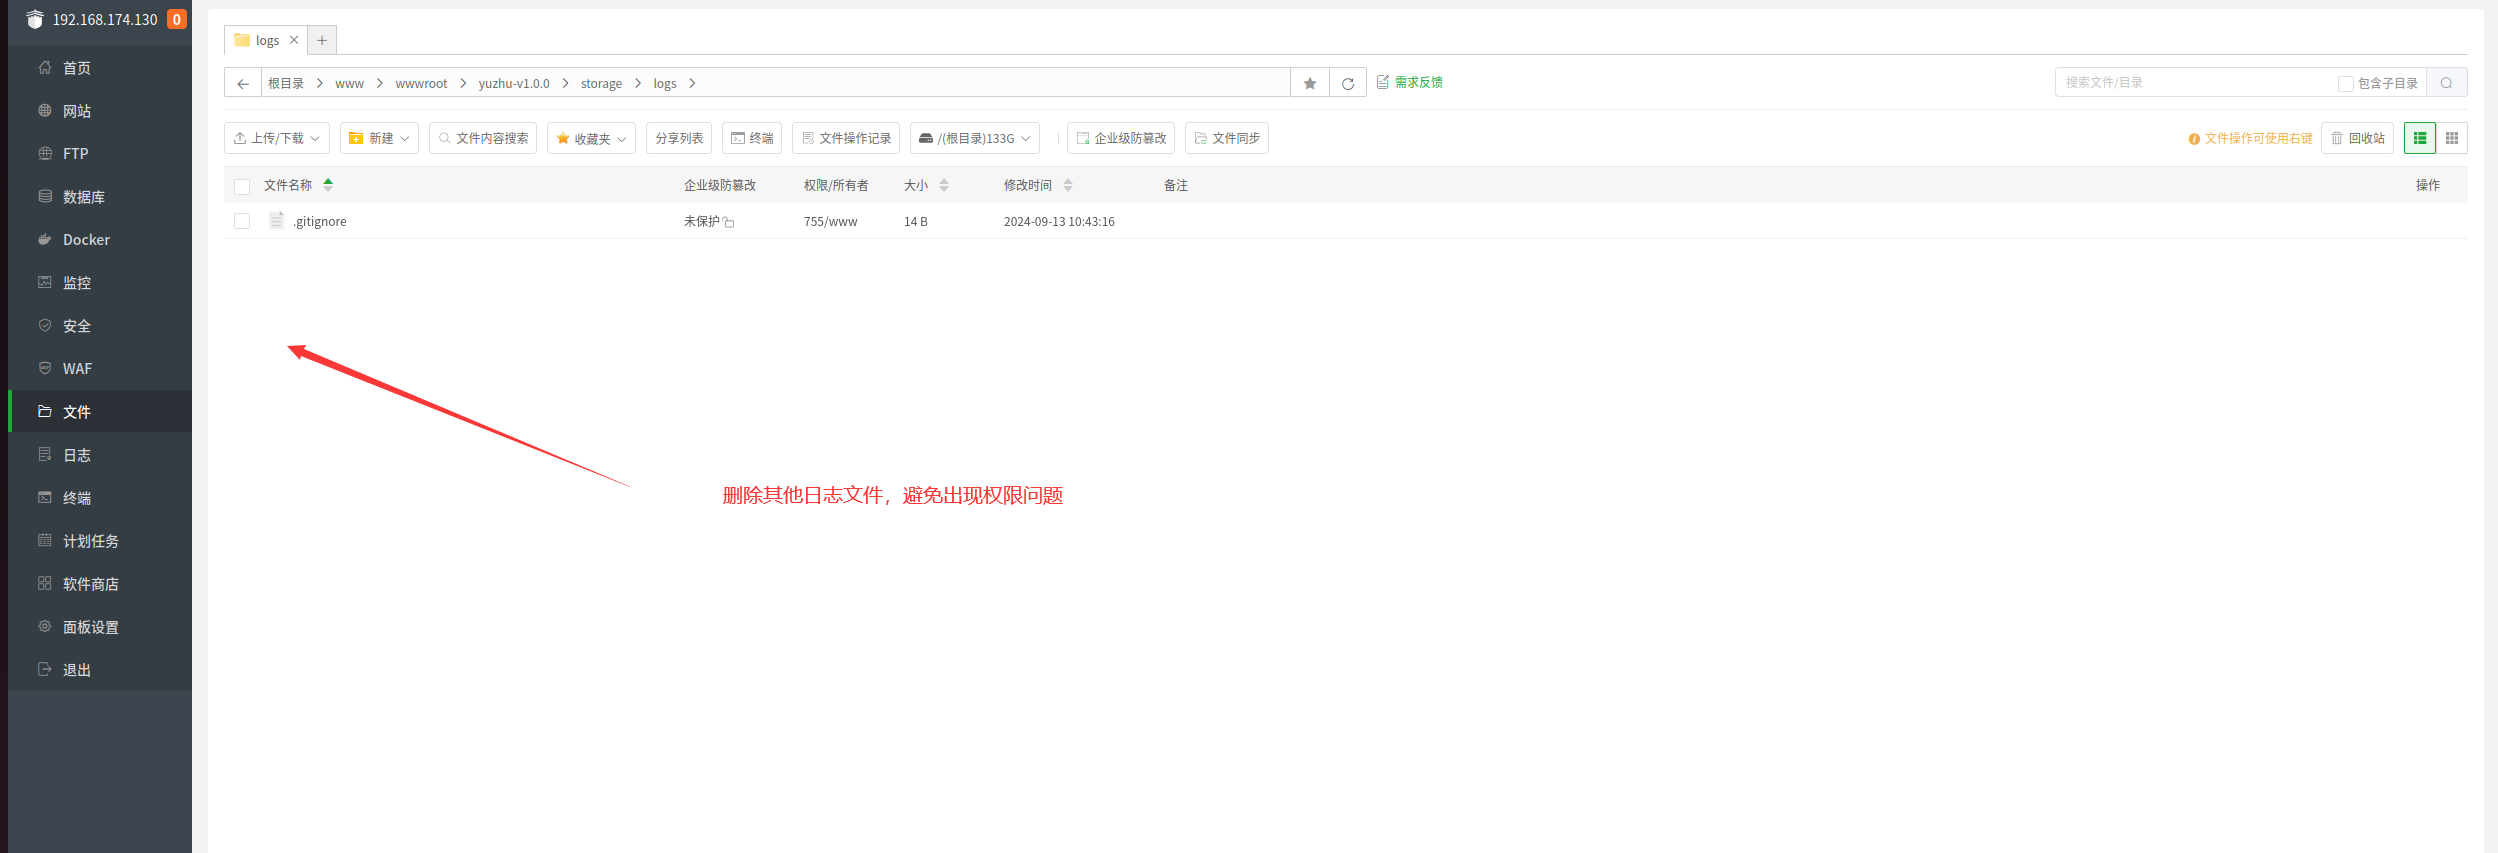 192.168.174.130 0
首页
网站
FTP
数据库
Docker
监控
安全
WAF
文件
日志
终端
计划任务
软件商店
面板设置
退出
logs
根目录 > www > wwwroot > yuzhu-v1.0.0 > storage > logs >
需求反馈
搜索文件/目录 包含子目录
上传/下载 新建 文件内容搜索 收藏夹 分享列表 终端 文件操作记录 /(根目录)133G 企业级防篡改 文件同步 文件操作可使用右键 回收站
文件名称 企业级防篡改 权限/所有者 大小 修改时间 备注 操作
.gitignore 未保护 755/www 14 B 2024-09-13 10:43:16
删除其他日志文件，避免出现权限问题